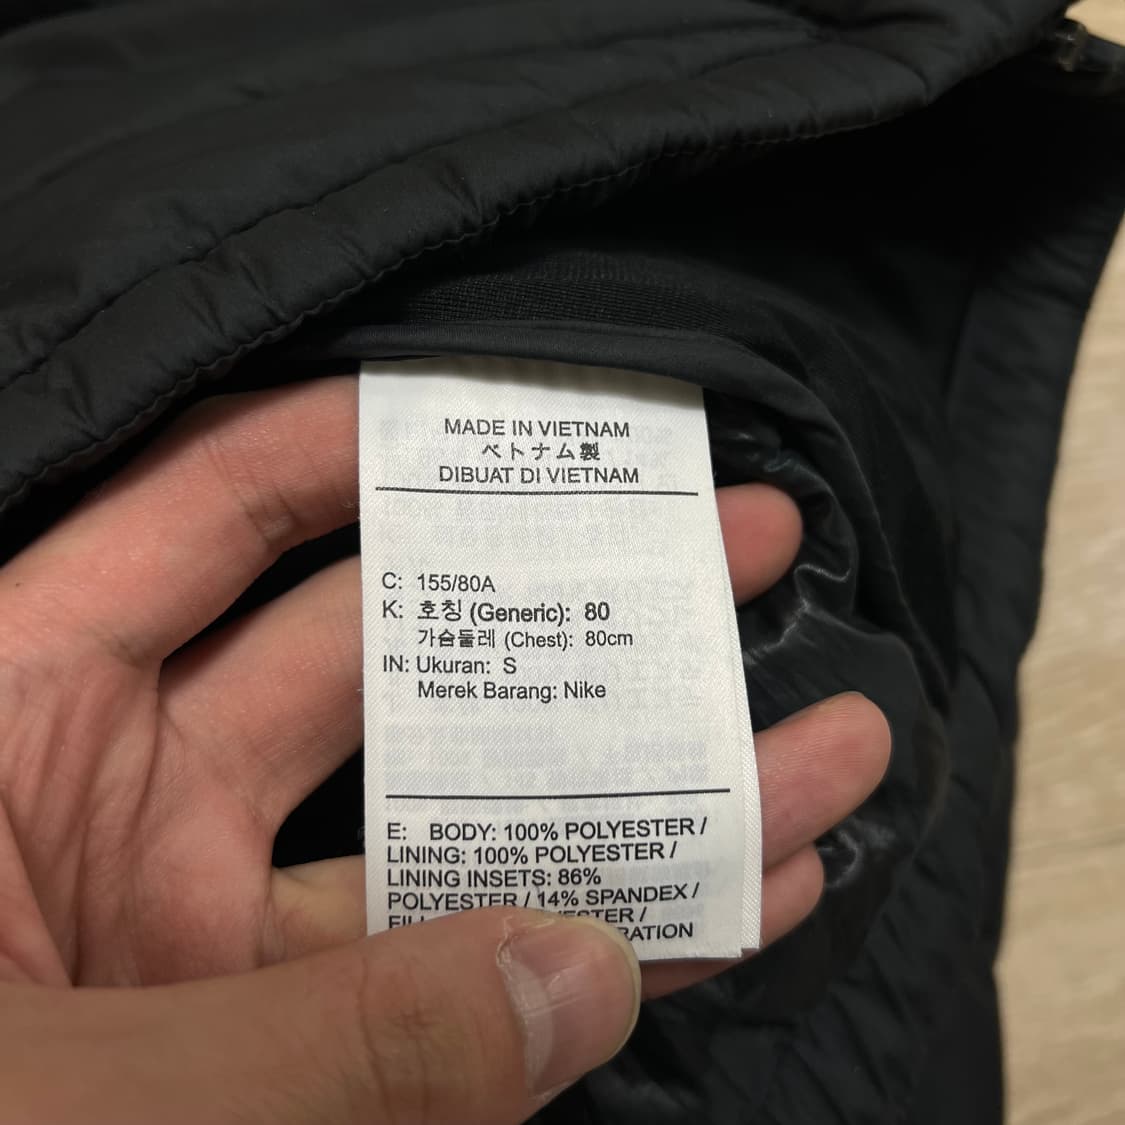 MADE IN VIETNAM
ベトナム製
DIBUAT DI VIETNAM
C: 155/80A
K: 호칭 (Generic): 80
가슴둘레 (Chest): 80cm
IN: Ukuran: S
Merek Barang: Nike
E: BODY: 100% POLYESTER /
LINING: 100% POLYESTER /
LINING INSETS: 86%
POLYESTER / 14% SPANDEX /